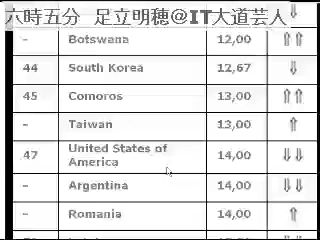 六時五分 足立明穂@IT大道芸人 ⇓
– Botswana 12,00 ⇑⇑
44 South Korea 12,67 ⇓
45 Comoros 13,00 ⇑⇑
– Taiwan 13,00 ⇑
47 United States of
America 14,00 ⇓⇓
– Argentina 14,00 ⇓⇓
– Romania 14,00 ⇑